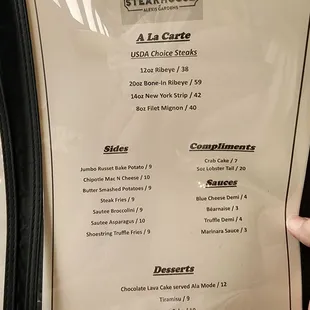 STEAKHOUSE
ALEXIS GARDENS
A La Carte
USDA Choice Steaks
12oz Ribeye / 38
20oz Bone-In Ribeye / 59
14oz New York Strip / 42
8oz Filet Mignon / 40
Sides
Jumbo Russet Bake Potato / 9
Chipotle Mac N Cheese / 10
Butter Smashed Potatoes / 9
Steak Fries / 9
Sautee Broccolini / 9
Sautee Asparagus / 10
Shoestring Truffle Fries / 9
Compliments
Crab Cake / 7
5oz Lobster Tail / 20
Sauces
Blue Cheese Demi / 4
Béarnaise / 3
Truffle Demi / 4
Marinara Sauce / 3
Desserts
Chocolate Lava Cake served Ala Mode / 12
Tiramisu / 9